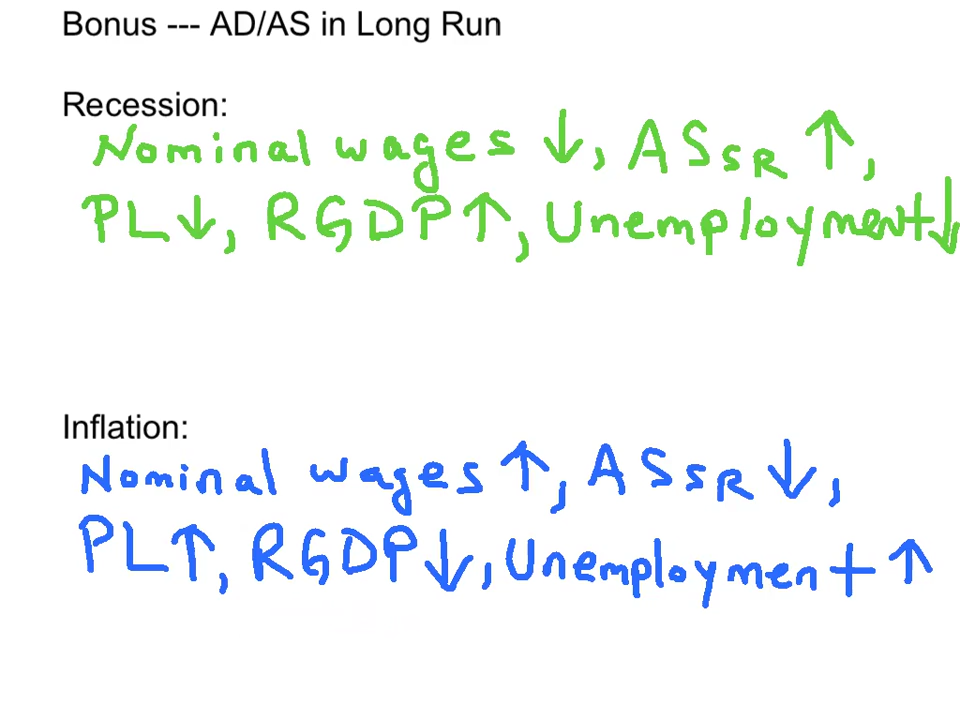 Bonus --- AD/AS in Long Run
Recession:
Nominal wages ↓, ASSR ↑,
PL↓, RGDP↑, Unemployment↓
Inflation:
Nominal wages ↑, ASSR ↓,
PL↑, RGDP↓, Unemployment ↑